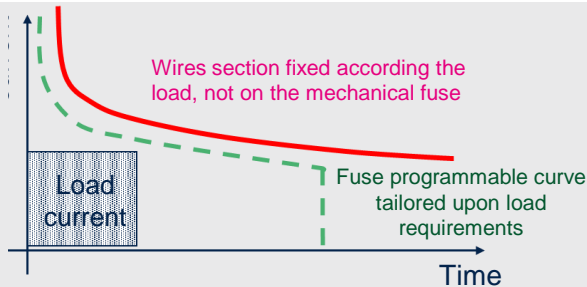 Wires section fixed according the
load, not on the mechanical fuse
Load
current
Fuse programmable curve
tailored upon load
requirements
Time